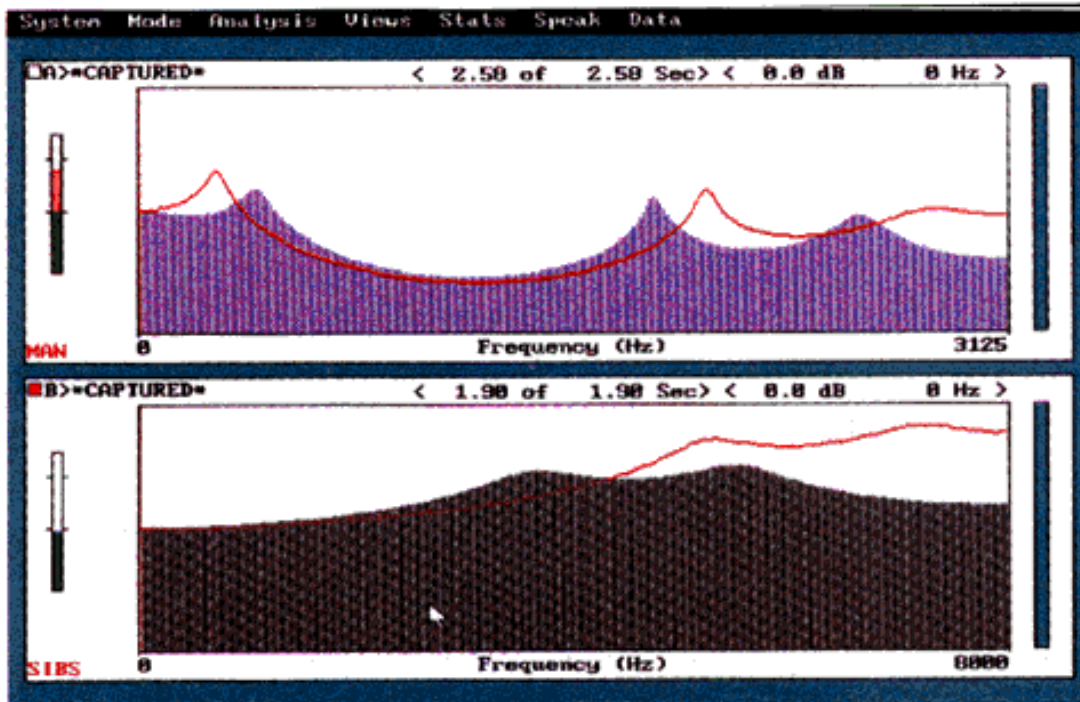 System Mode Analysis Views Stats Speak Data
A>*CAPTURED* < 2.58 of 2.58 Sec> < 0.0 dB 0 Hz >
MAN 0 Frequency (Hz) 3125
B>*CAPTURED* < 1.90 of 1.90 Sec> < 0.0 dB 0 Hz >
SIBS 0 Frequency (Hz) 8000